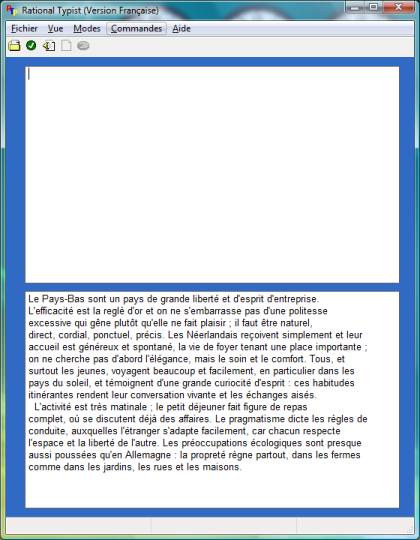 Rational Typist (Version Française)
Fichier Vue Modes Commandes Aide
Le Pays-Bas sont un pays de grande liberté et d'esprit d'entreprise.
L'efficacité est la reglè d'or et on ne s'embarrasse pas d'une politesse
excessive qui gêne plutôt qu'elle ne fait plaisir ; il faut être naturel,
direct, cordial, ponctuel, précis. Les Néerlandais reçoivent simplement et leur
accueil est généreux et spontané, la vie de foyer tenant une place importante ;
on ne cherche pas d'abord l'élégance, mais le soin et le comfort. Tous, et
surtout les jeunes, voyagent beaucoup et facilement, en particulier dans les
pays du soleil, et témoignent d'une grande curiocité d'esprit : ces habitudes
itinérantes rendent leur conversation vivante et les échanges aisés.
L'activité est très matinale ; le petit déjeuner fait figure de repas
complet, où se discutent déjà des affaires. Le pragmatisme dicte les règles de
conduite, auxquelles l'étranger s'adapte facilement, car chacun respecte
l'espace et la liberté de l'autre. Les préoccupations écologiques sont presque
aussi poussées qu'en Allemagne : la propreté règne partout, dans les fermes
comme dans les jardins, les rues et les maisons.